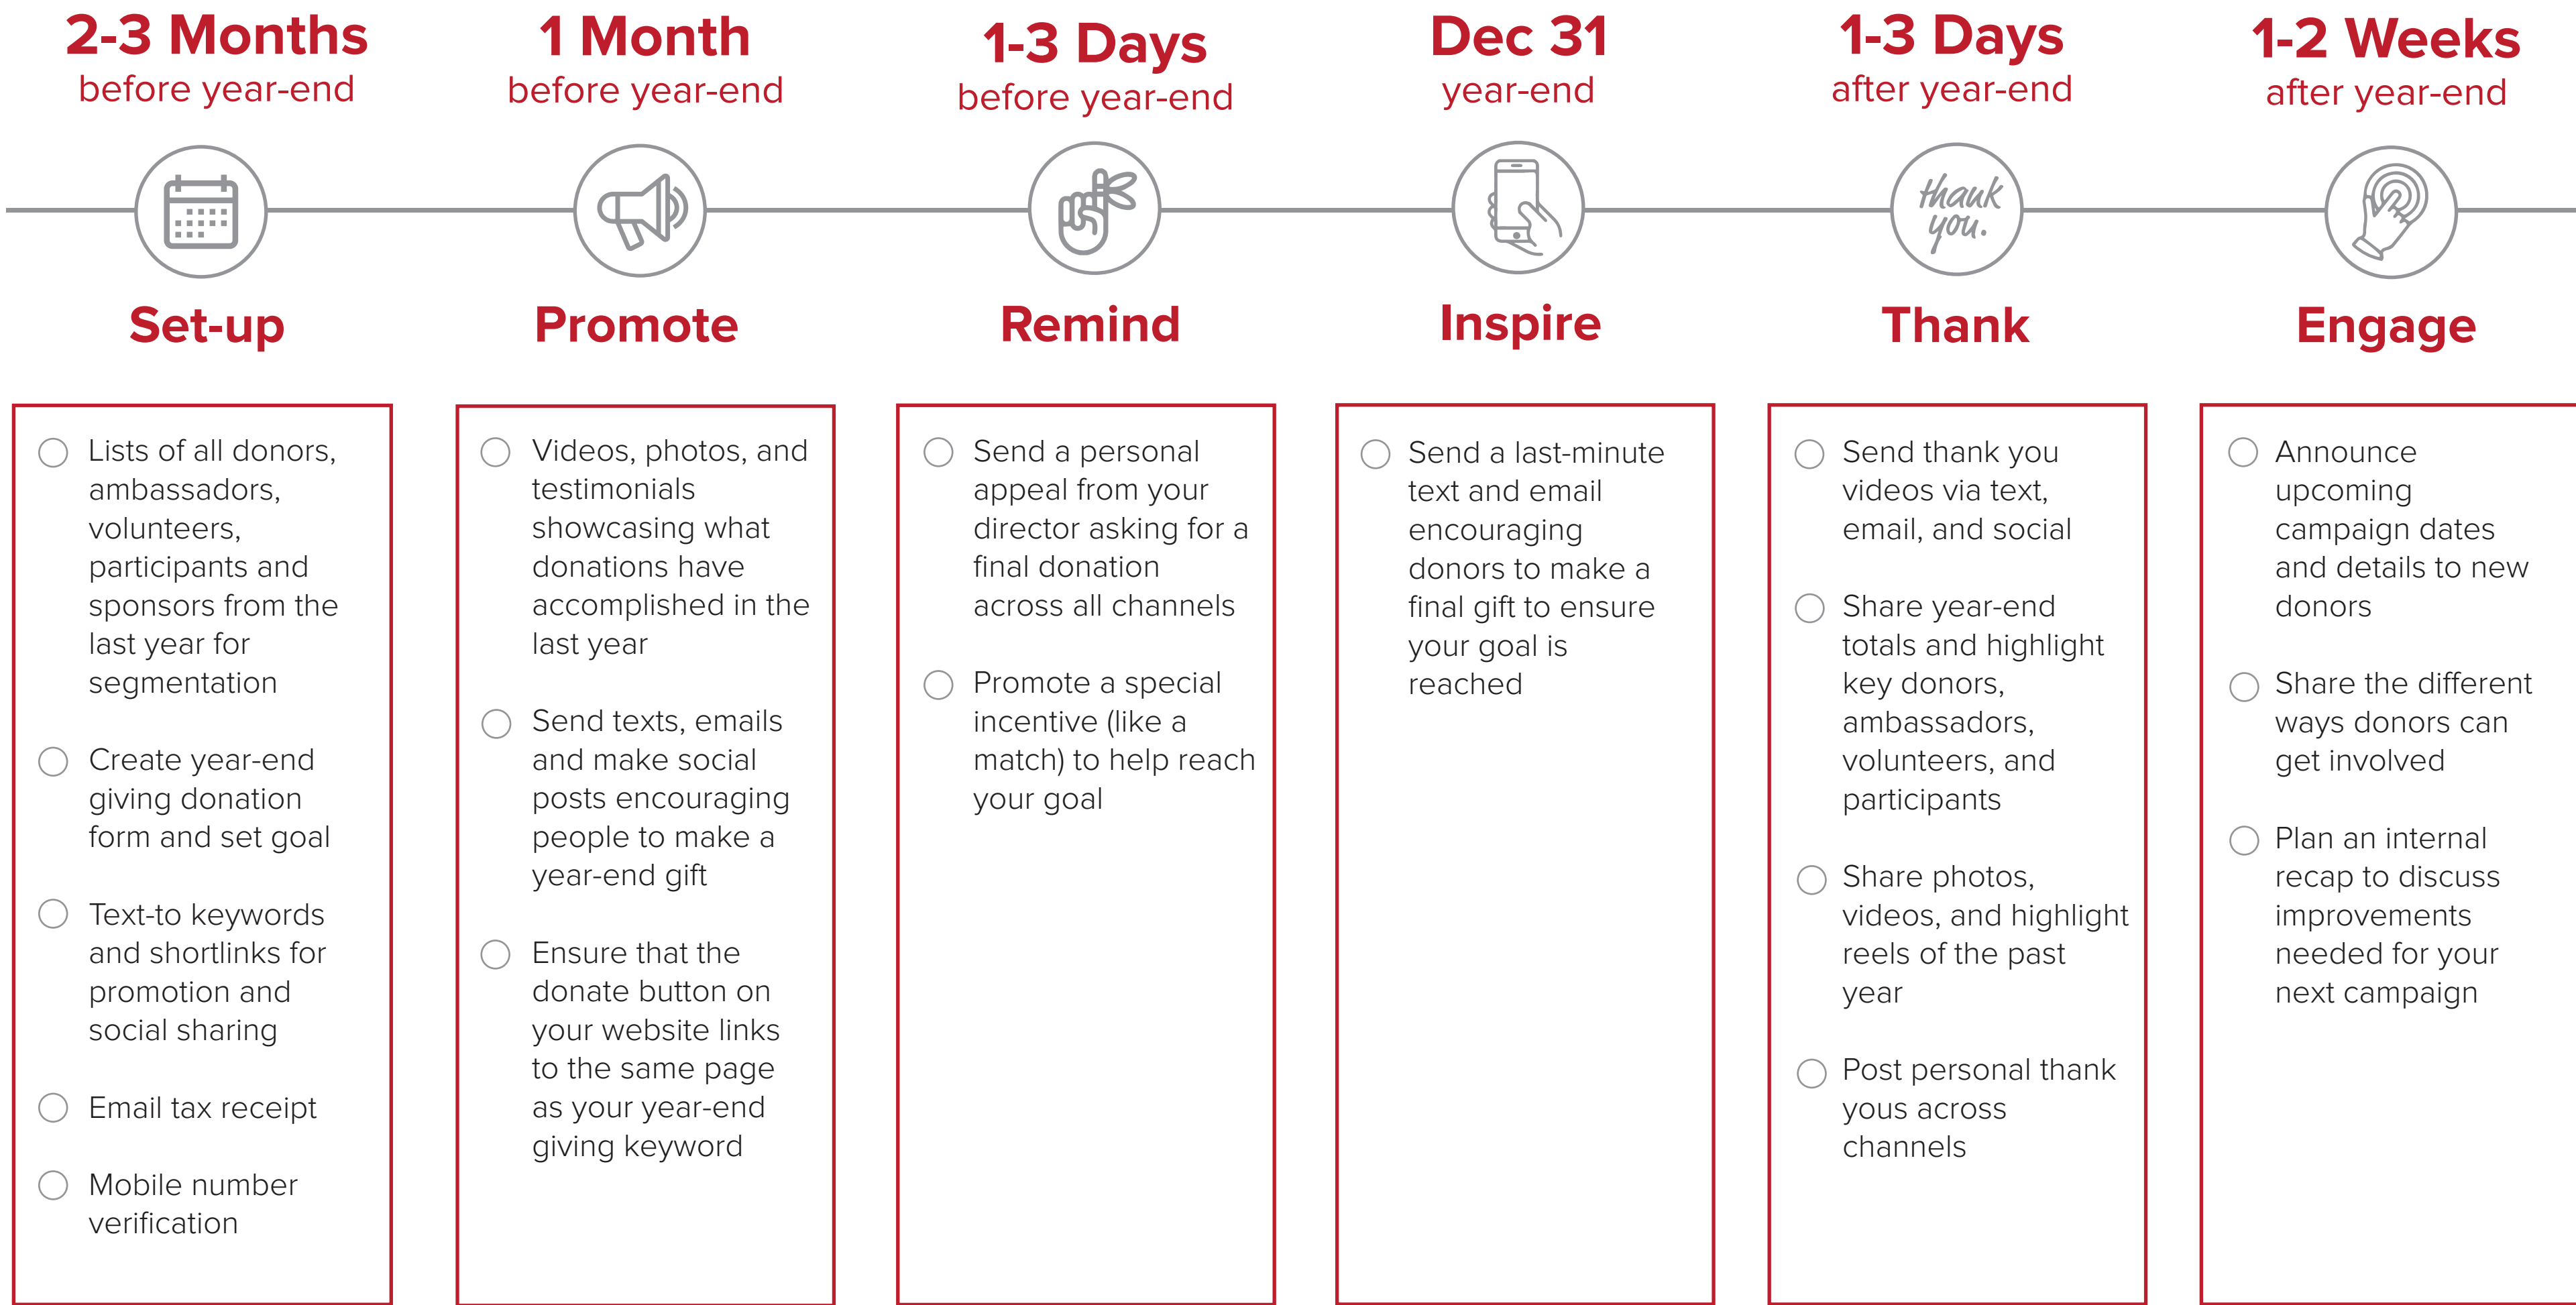 2-3 Months
before year-end
1 Month
before year-end
1-3 Days
before year-end
Dec 31
year-end
1-3 Days
after year-end
1-2 Weeks
after year-end
thank
you.
Set-up
Promote
Remind
Inspire
Thank
Engage
Lists of all donors,
ambassadors,
volunteers,
participants and
sponsors from the
last year for
segmentation
Create year-end
giving donation
form and set goal
Text-to keywords
and shortlinks for
promotion and
social sharing
Email tax receipt
Mobile number
verification
Videos, photos, and
testimonials
showcasing what
donations have
accomplished in the
last year
Send texts, emails
and make social
posts encouraging
people to make a
year-end gift
Ensure that the
donate button on
your website links
to the same page
as your year-end
giving keyword
Send a personal
appeal from your
director asking for a
final donation
across all channels
Promote a special
incentive (like a
match) to help reach
your goal
Send a last-minute
text and email
encouraging
donors to make a
final gift to ensure
your goal is
reached
Send thank you
videos via text,
email, and social
Share year-end
totals and highlight
key donors,
ambassadors,
volunteers, and
participants
Share photos,
videos, and highlight
reels of the past
year
Post personal thank
yous across
channels
Announce
upcoming
campaign dates
and details to new
donors
Share the different
ways donors can
get involved
Plan an internal
recap to discuss
improvements
needed for your
next campaign